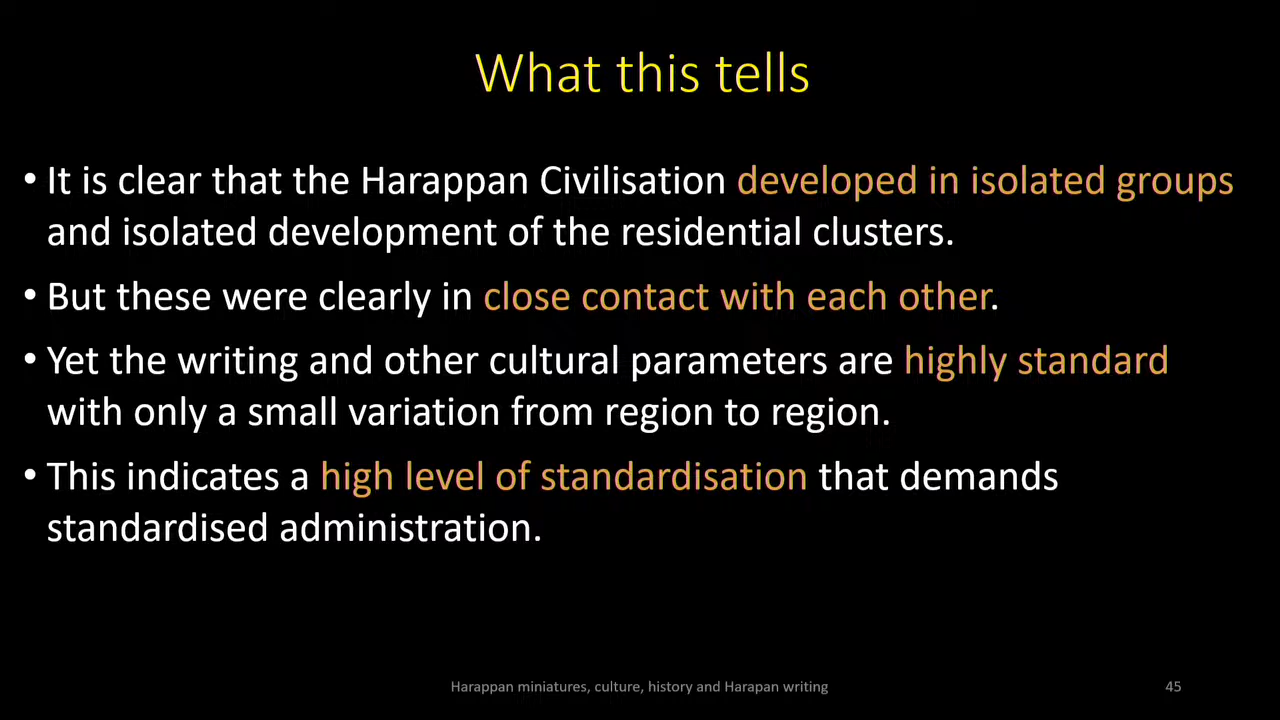 What this tells
• It is clear that the Harappan Civilisation developed in isolated groups
and isolated development of the residential clusters.
• But these were clearly in close contact with each other.
• Yet the writing and other cultural parameters are highly standard
with only a small variation from region to region.
• This indicates a high level of standardisation that demands
standardised administration.
Harappan miniatures, culture, history and Harapan writing
45